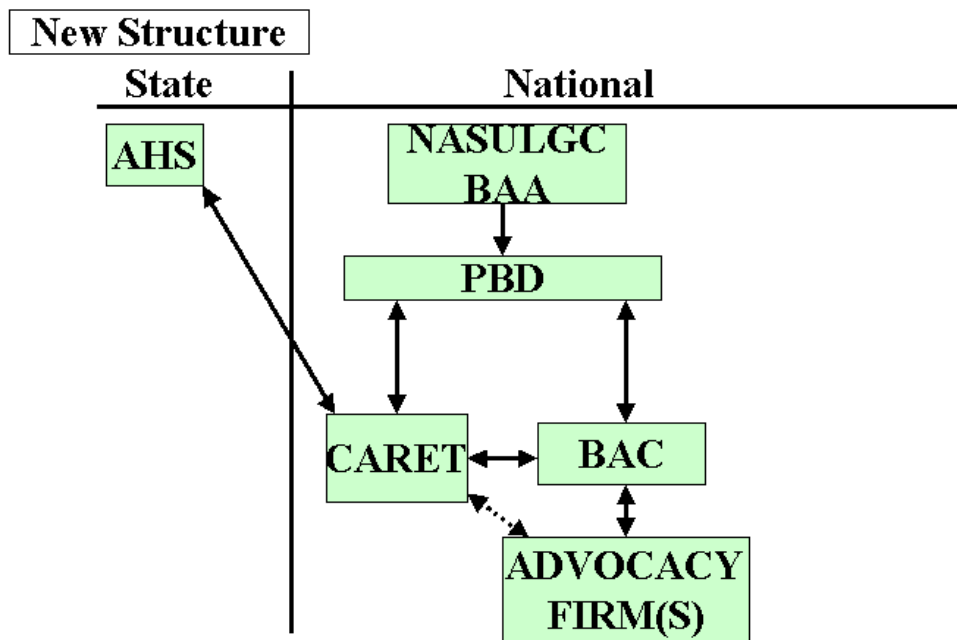 New Structure
State
National
AHS
NASULGC
BAA
PBD
CARET
BAC
ADVOCACY
FIRM(S)